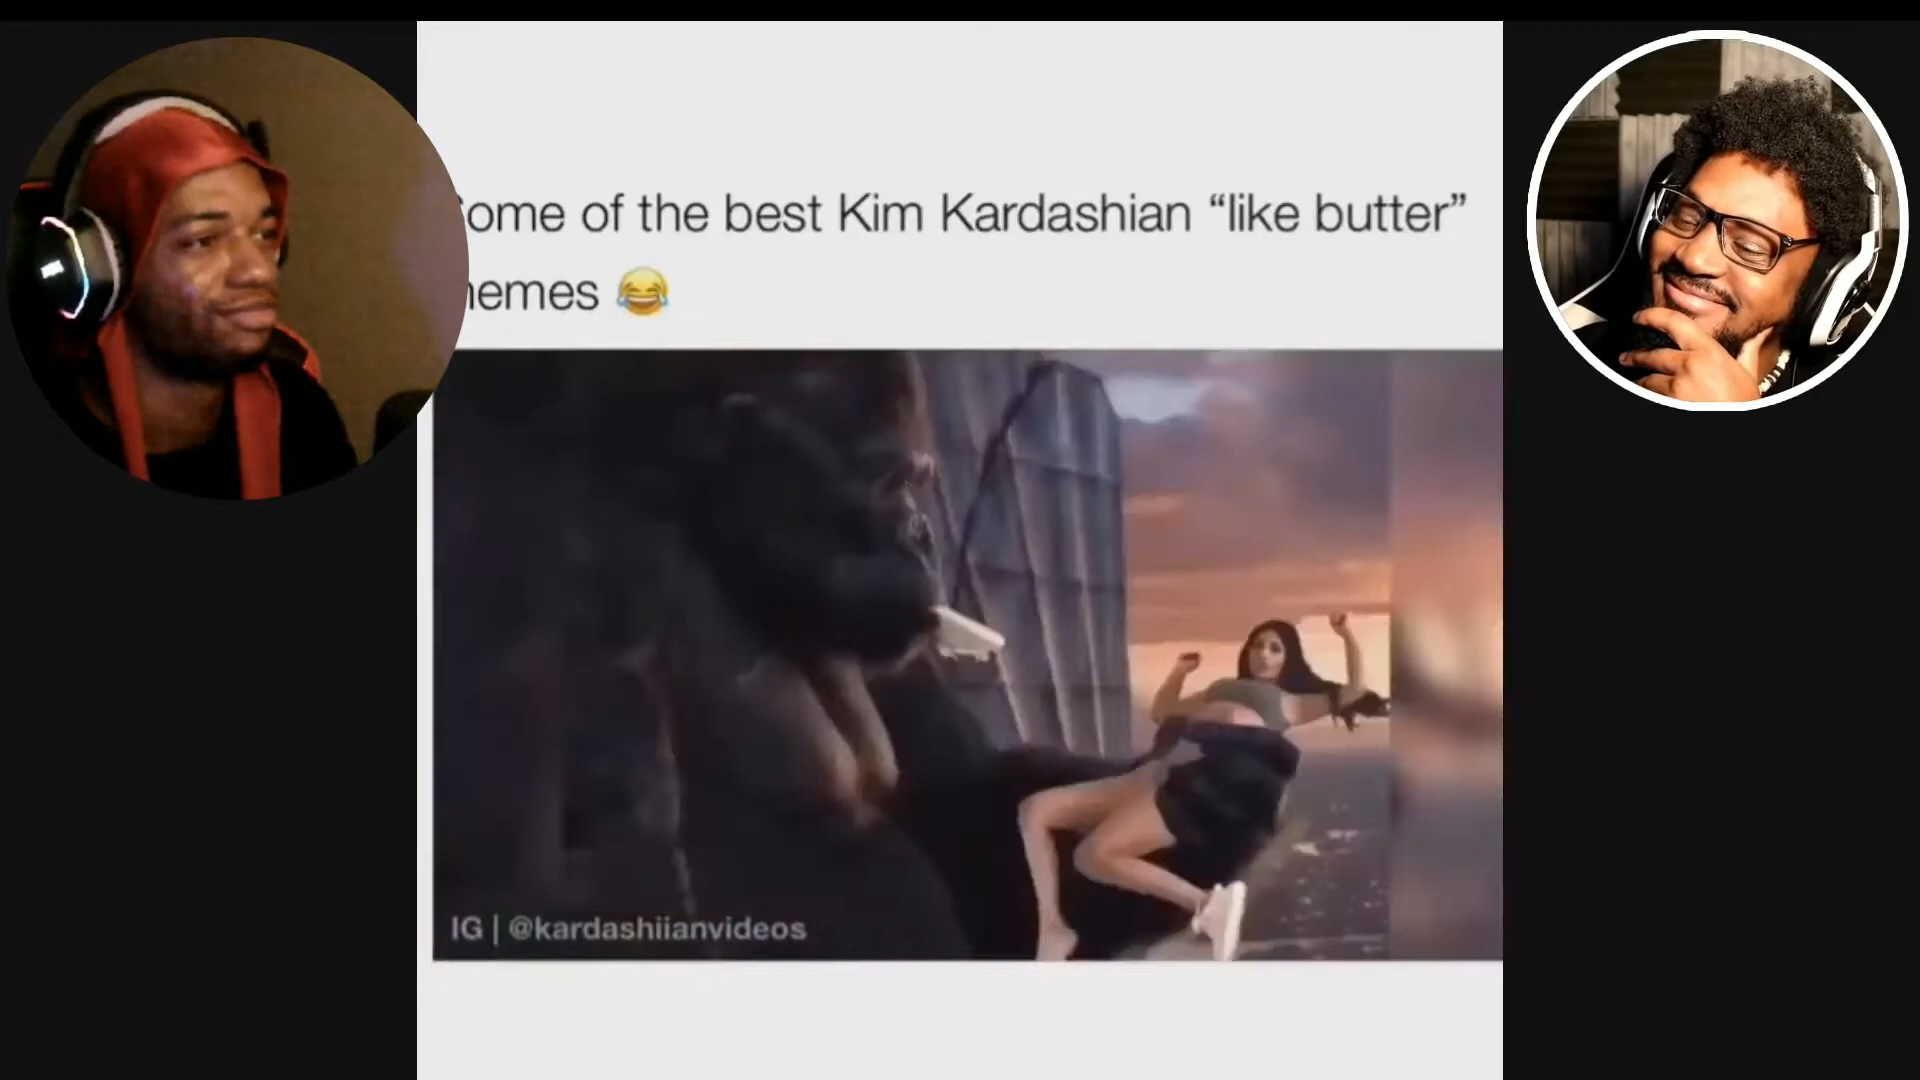 ome of the best Kim Kardashian “like butter”
emes 😂
IG | @kardashiianvideos